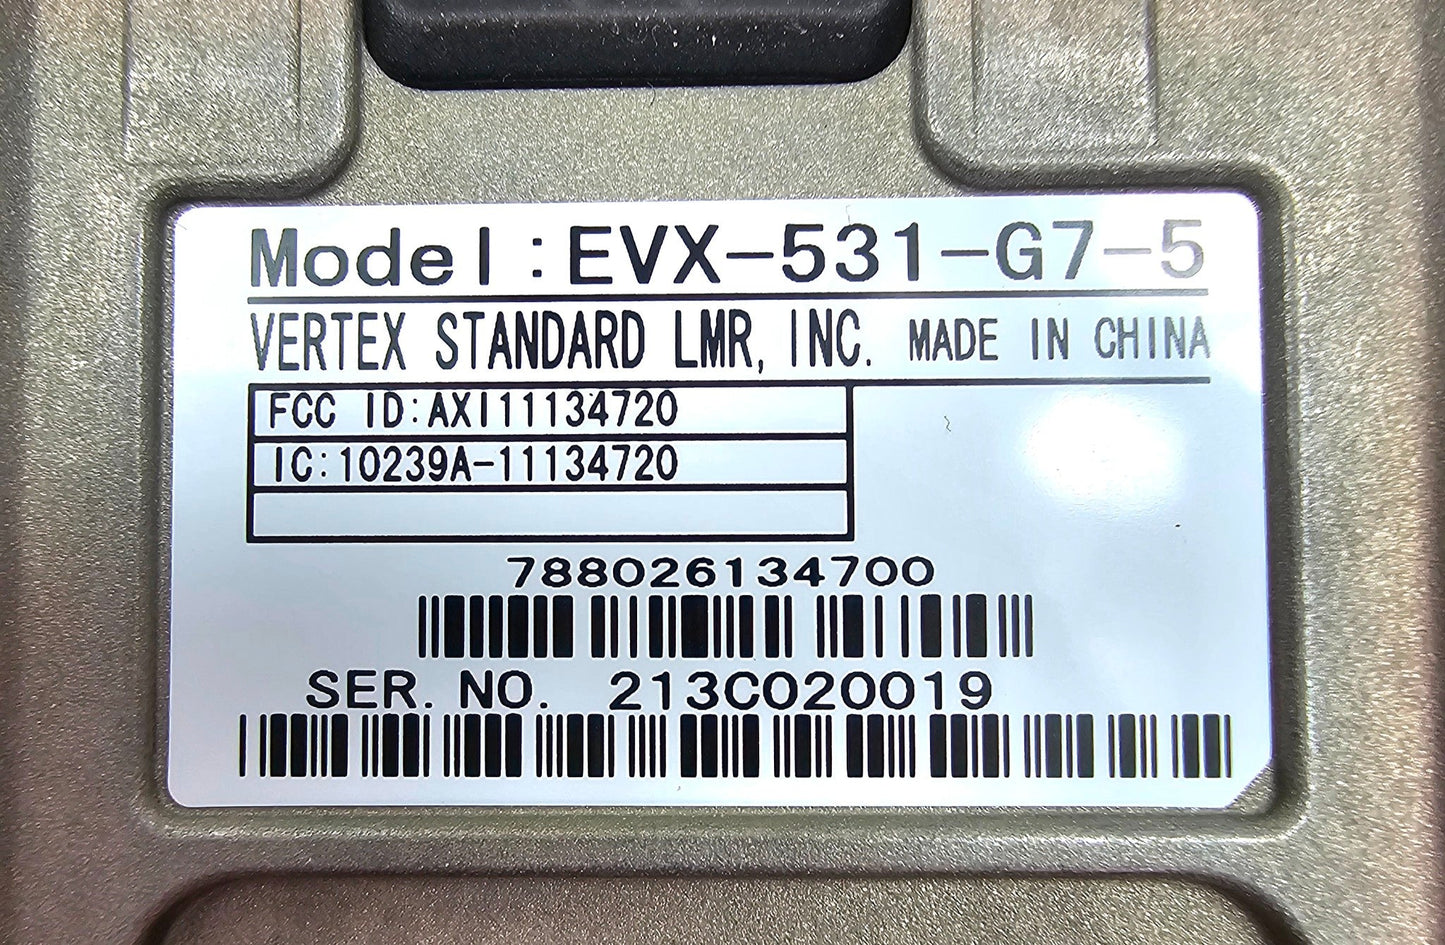 Model:EVX-531-G7-5
VERTEX STANDARD LMR, INC. MADE IN CHINA
FCC ID:AXI11134720
IC:10239A-11134720
788026134700
SER. NO. 213C020019